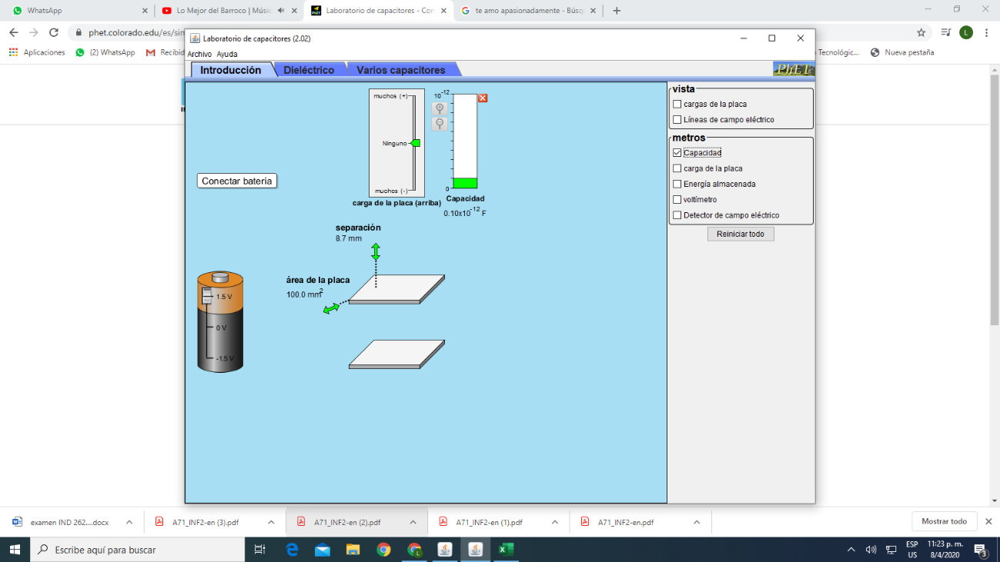 WhatsApp
Lo Mejor del Barroco | Músic
Laboratorio de capacitores - Con
te amo apasionadamente - Búsq
phet.colorado.edu/es/sim
L
Aplicaciones
(2) WhatsApp
Recibid
Tecnológic...
Nueva pestaña
Laboratorio de capacitores (2.02)
Archivo Ayuda
Introducción
Dieléctrico
Varios capacitores
PhET
muchos (+)
Ninguno
muchos (-)
carga de la placa (arriba)
10-12
0
Capacidad
0.10x10-12 F
Conectar bateria
separación
8.7 mm
área de la placa
100.0 mm2
1.5 V
0 V
-1.5 V
vista
cargas de la placa
Líneas de campo eléctrico
metros
Capacidad
carga de la placa
Energía almacenada
voltímetro
Detector de campo eléctrico
Reiniciar todo
examen IND 262....docx
A71_INF2-en (3).pdf
A71_INF2-en (2).pdf
A71_INF2-en (1).pdf
A71_INF2-en.pdf
Mostrar todo
Escribe aquí para buscar
ESP
US
11:23 p. m.
8/4/2020
3